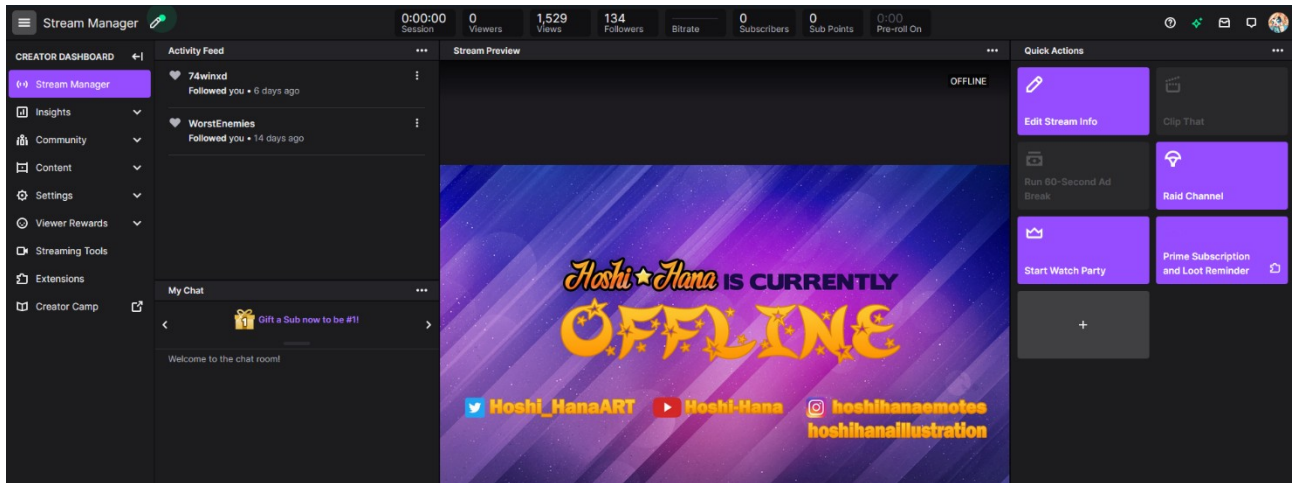 Stream Manager
0:00:00
Session
0
Viewers
1,529
Views
134
Followers
Bitrate
0
Subscribers
0
Sub Points
0:00
Pre-roll On
CREATOR DASHBOARD
Stream Manager
Insights
Community
Content
Settings
Viewer Rewards
Streaming Tools
Extensions
Creator Camp
Activity Feed
74winxd
Followed you • 6 days ago
WorstEnemies
Followed you • 14 days ago
My Chat
1
Gift a Sub now to be #1!
Welcome to the chat room!
Stream Preview
OFFLINE
Hoshi Hana IS CURRENTLY
OFFLINE
Hoshi_HanaART
Hoshi-Hana
hoshihanaemotes
hoshihanaillustration
Quick Actions
Edit Stream Info
Clip That
Run 60-Second Ad
Break
Raid Channel
Start Watch Party
Prime Subscription
and Loot Reminder
+